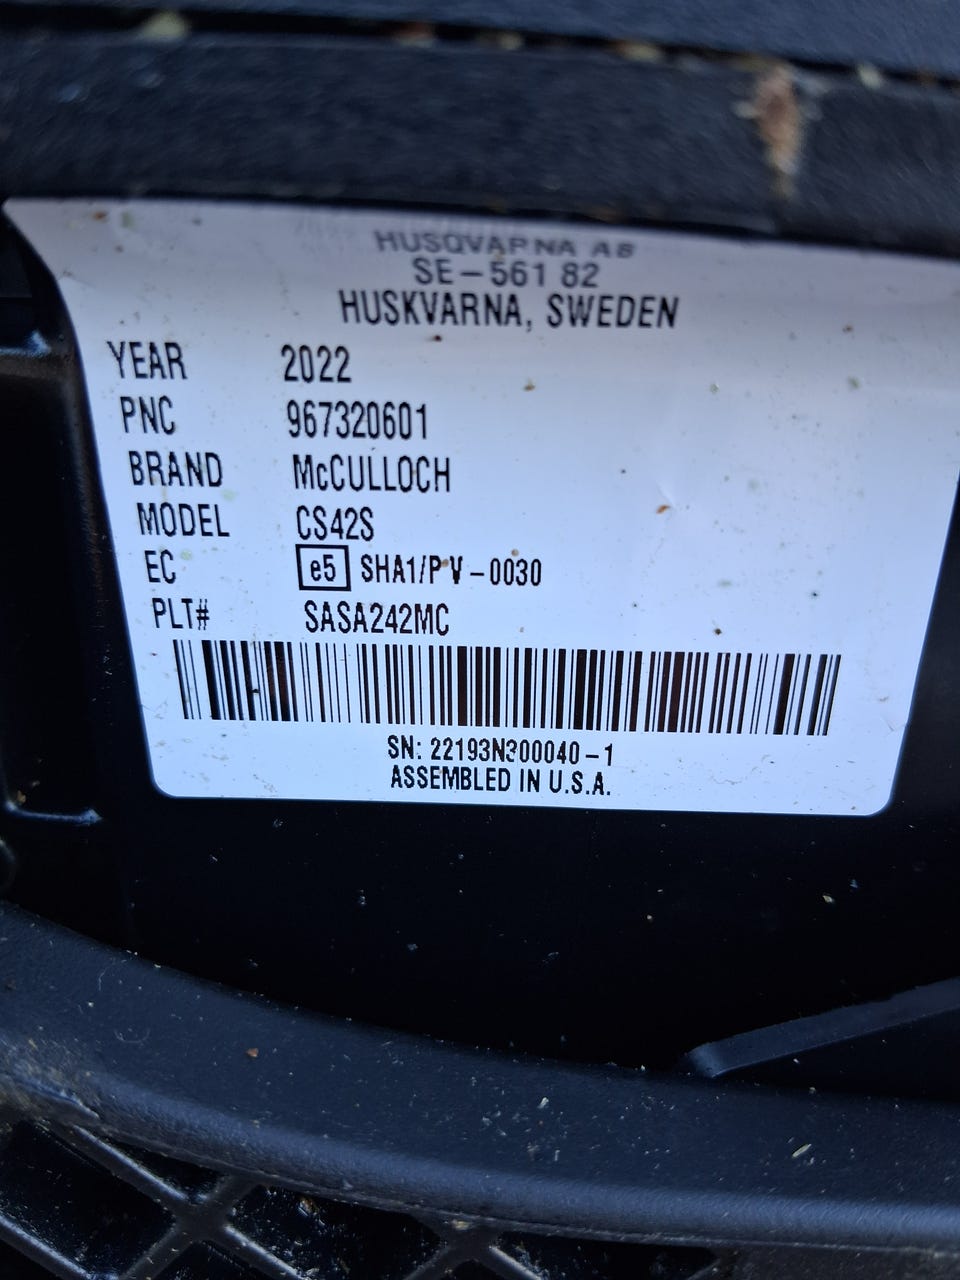 HUSQVARNA AB
SE-561 82
HUSKVARNA, SWEDEN
YEAR 2022
PNC 967320601
BRAND McCULLOCH
MODEL CS42S
EC e5 SHA1/P V-0030
PLT# SASA242MC
SN: 22193N300040-1
ASSEMBLED IN U.S.A.